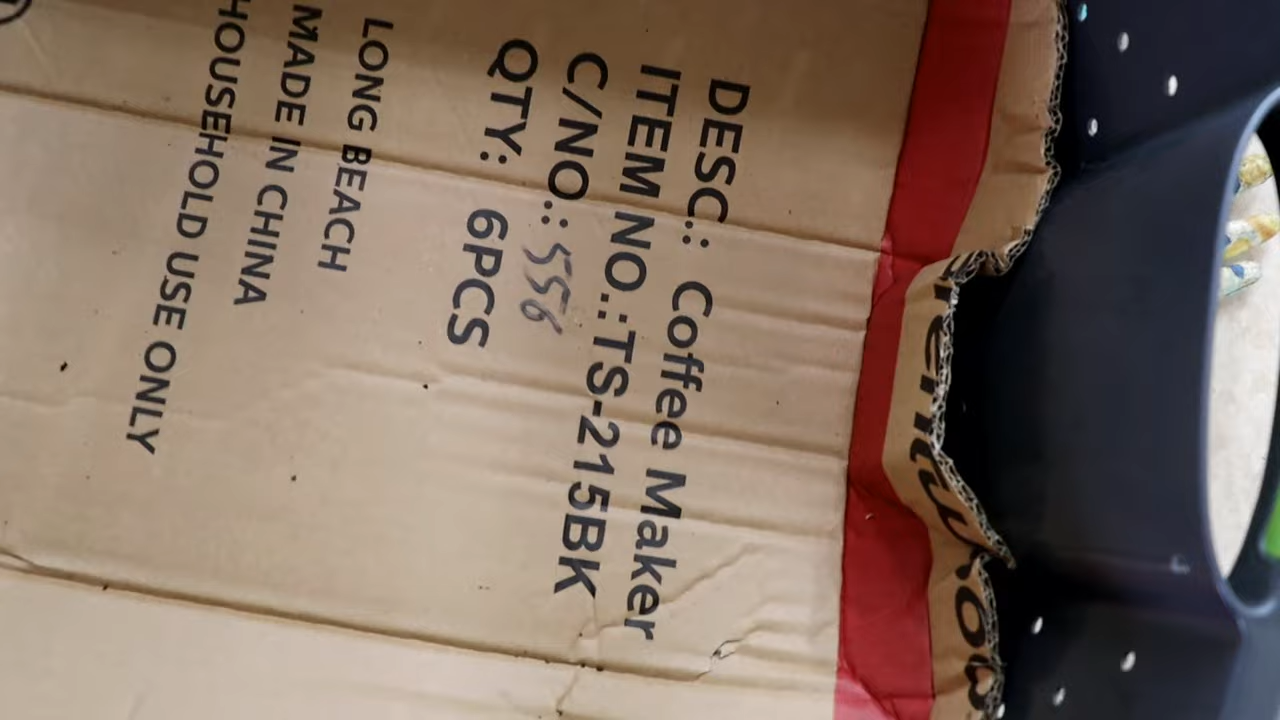 DESC.: Coffee Maker
ITEM NO.:TS-215BK
C/NO.: 556
QTY: 6PCS
LONG BEACH
MADE IN CHINA
HOUSEHOLD USE ONLY